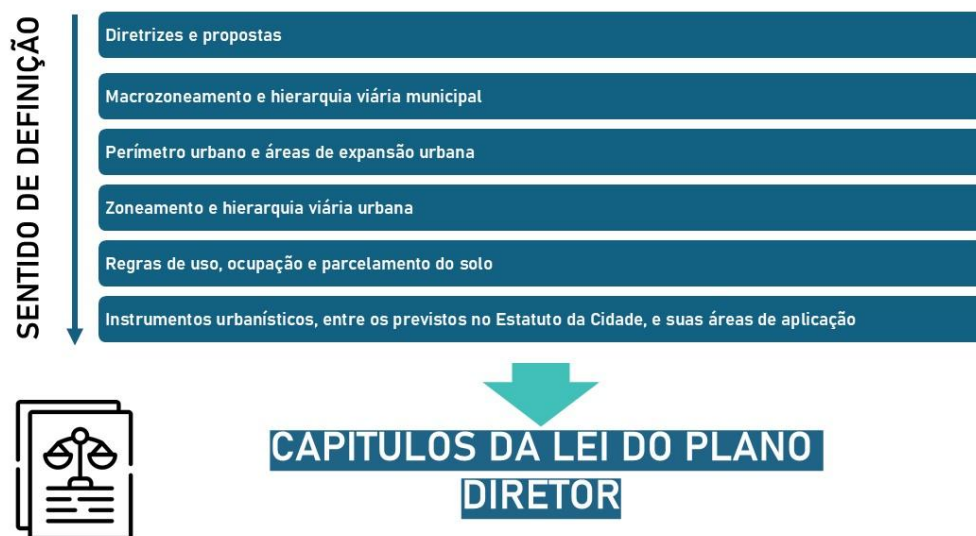 SENTIDO DE DEFINIÇÃO
Diretrizes e propostas
Macrozoneamento e hierarquia viária municipal
Perímetro urbano e áreas de expansão urbana
Zoneamento e hierarquia viária urbana
Regras de uso, ocupação e parcelamento do solo
Instrumentos urbanísticos, entre os previstos no Estatuto da Cidade, e suas áreas de aplicação
CAPITULOS DA LEI DO PLANO
DIRETOR